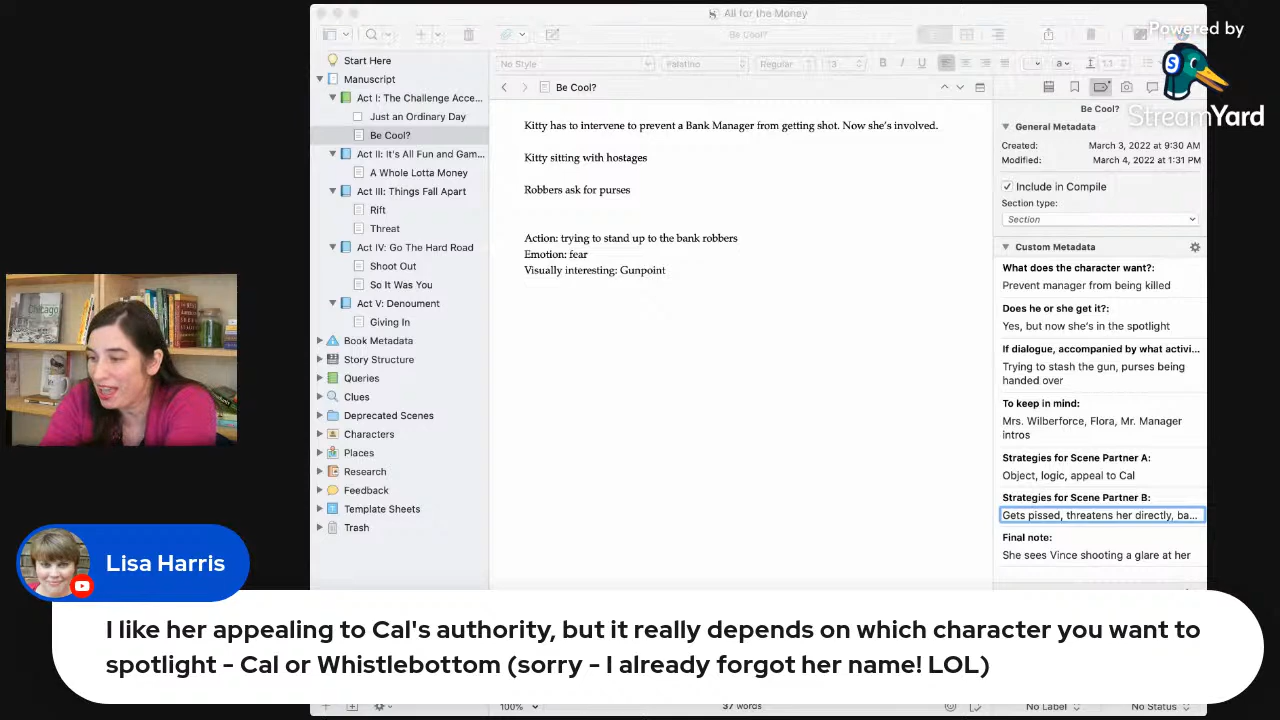 All for the Money
Powered by
StreamYard
Be Cool?
No Style
Palatino
Regular
13
B
I
U
a
1.1
Start Here
Manuscript
Act I: The Challenge Acce...
Just an Ordinary Day
Be Cool?
Act II: It's All Fun and Gam...
A Whole Lotta Money
Act III: Things Fall Apart
Rift
Threat
Act IV: Go The Hard Road
Shoot Out
So It Was You
Act V: Denoument
Giving In
Book Metadata
Story Structure
Queries
Clues
Deprecated Scenes
Characters
Places
Research
Feedback
Template Sheets
Trash
Be Cool?
Kitty has to intervene to prevent a Bank Manager from getting shot. Now she's involved.
Kitty sitting with hostages
Robbers ask for purses
Action: trying to stand up to the bank robbers
Emotion: fear
Visually interesting: Gunpoint
Be Cool?
General Metadata
Created: March 3, 2022 at 9:30 AM
Modified: March 4, 2022 at 1:31 PM
Include in Compile
Section type:
Section
Custom Metadata
What does the character want?:
Prevent manager from being killed
Does he or she get it?:
Yes, but now she's in the spotlight
If dialogue, accompanied by what activi...
Trying to stash the gun, purses being
handed over
To keep in mind:
Mrs. Wilberforce, Flora, Mr. Manager
intros
Strategies for Scene Partner A:
Object, logic, appeal to Cal
Strategies for Scene Partner B:
Gets pissed, threatens her directly, ba...
Final note:
She sees Vince shooting a glare at her
Chicago
Lisa Harris
I like her appealing to Cal's authority, but it really depends on which character you want to
spotlight - Cal or Whistlebottom (sorry - I already forgot her name! LOL)
100%
37 words
No Label
No Status